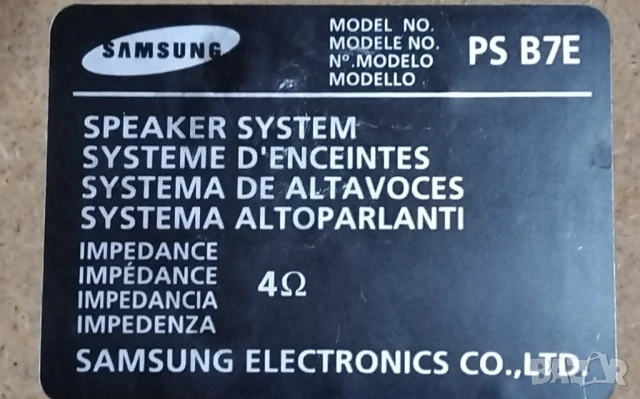 SAMSUNG
MODEL NO.
MODELE NO.
Nº.MODELO
MODELLO
PS B7E
SPEAKER SYSTEM
SYSTEME D'ENCEINTES
SYSTEMA DE ALTAVOCES
SYSTEMA ALTOPARLANTI
IMPEDANCE
IMPÉDANCE
IMPEDANCIA
IMPEDENZA
4Ω
SAMSUNG ELECTRONICS CO.,LTD.
BAZAR